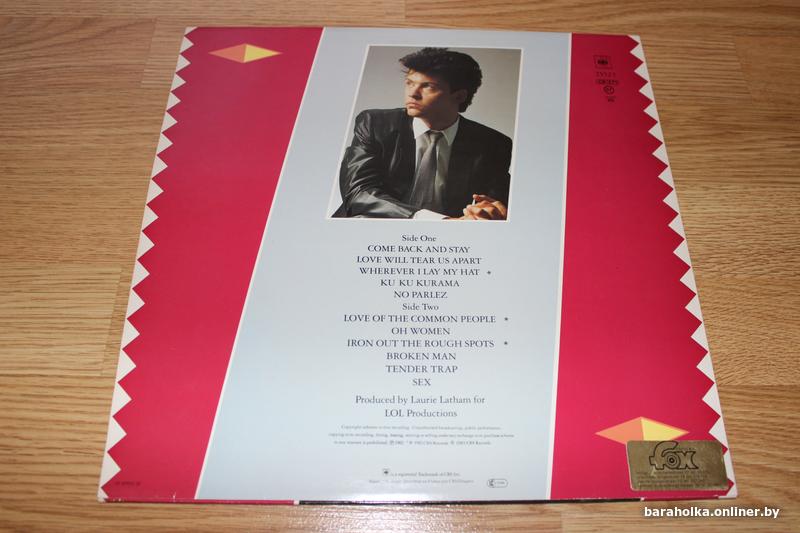 Side One
COME BACK AND STAY
LOVE WILL TEAR US APART
WHEREVER I LAY MY HAT *
KU KU KURAMA
NO PARLEZ
Side Two
LOVE OF THE COMMON PEOPLE *
OH WOMEN
IRON OUT THE ROUGH SPOTS *
BROKEN MAN
TENDER TRAP
SEX
Produced by Laurie Latham for
LOL Productions
fox
baraholka.onliner.by